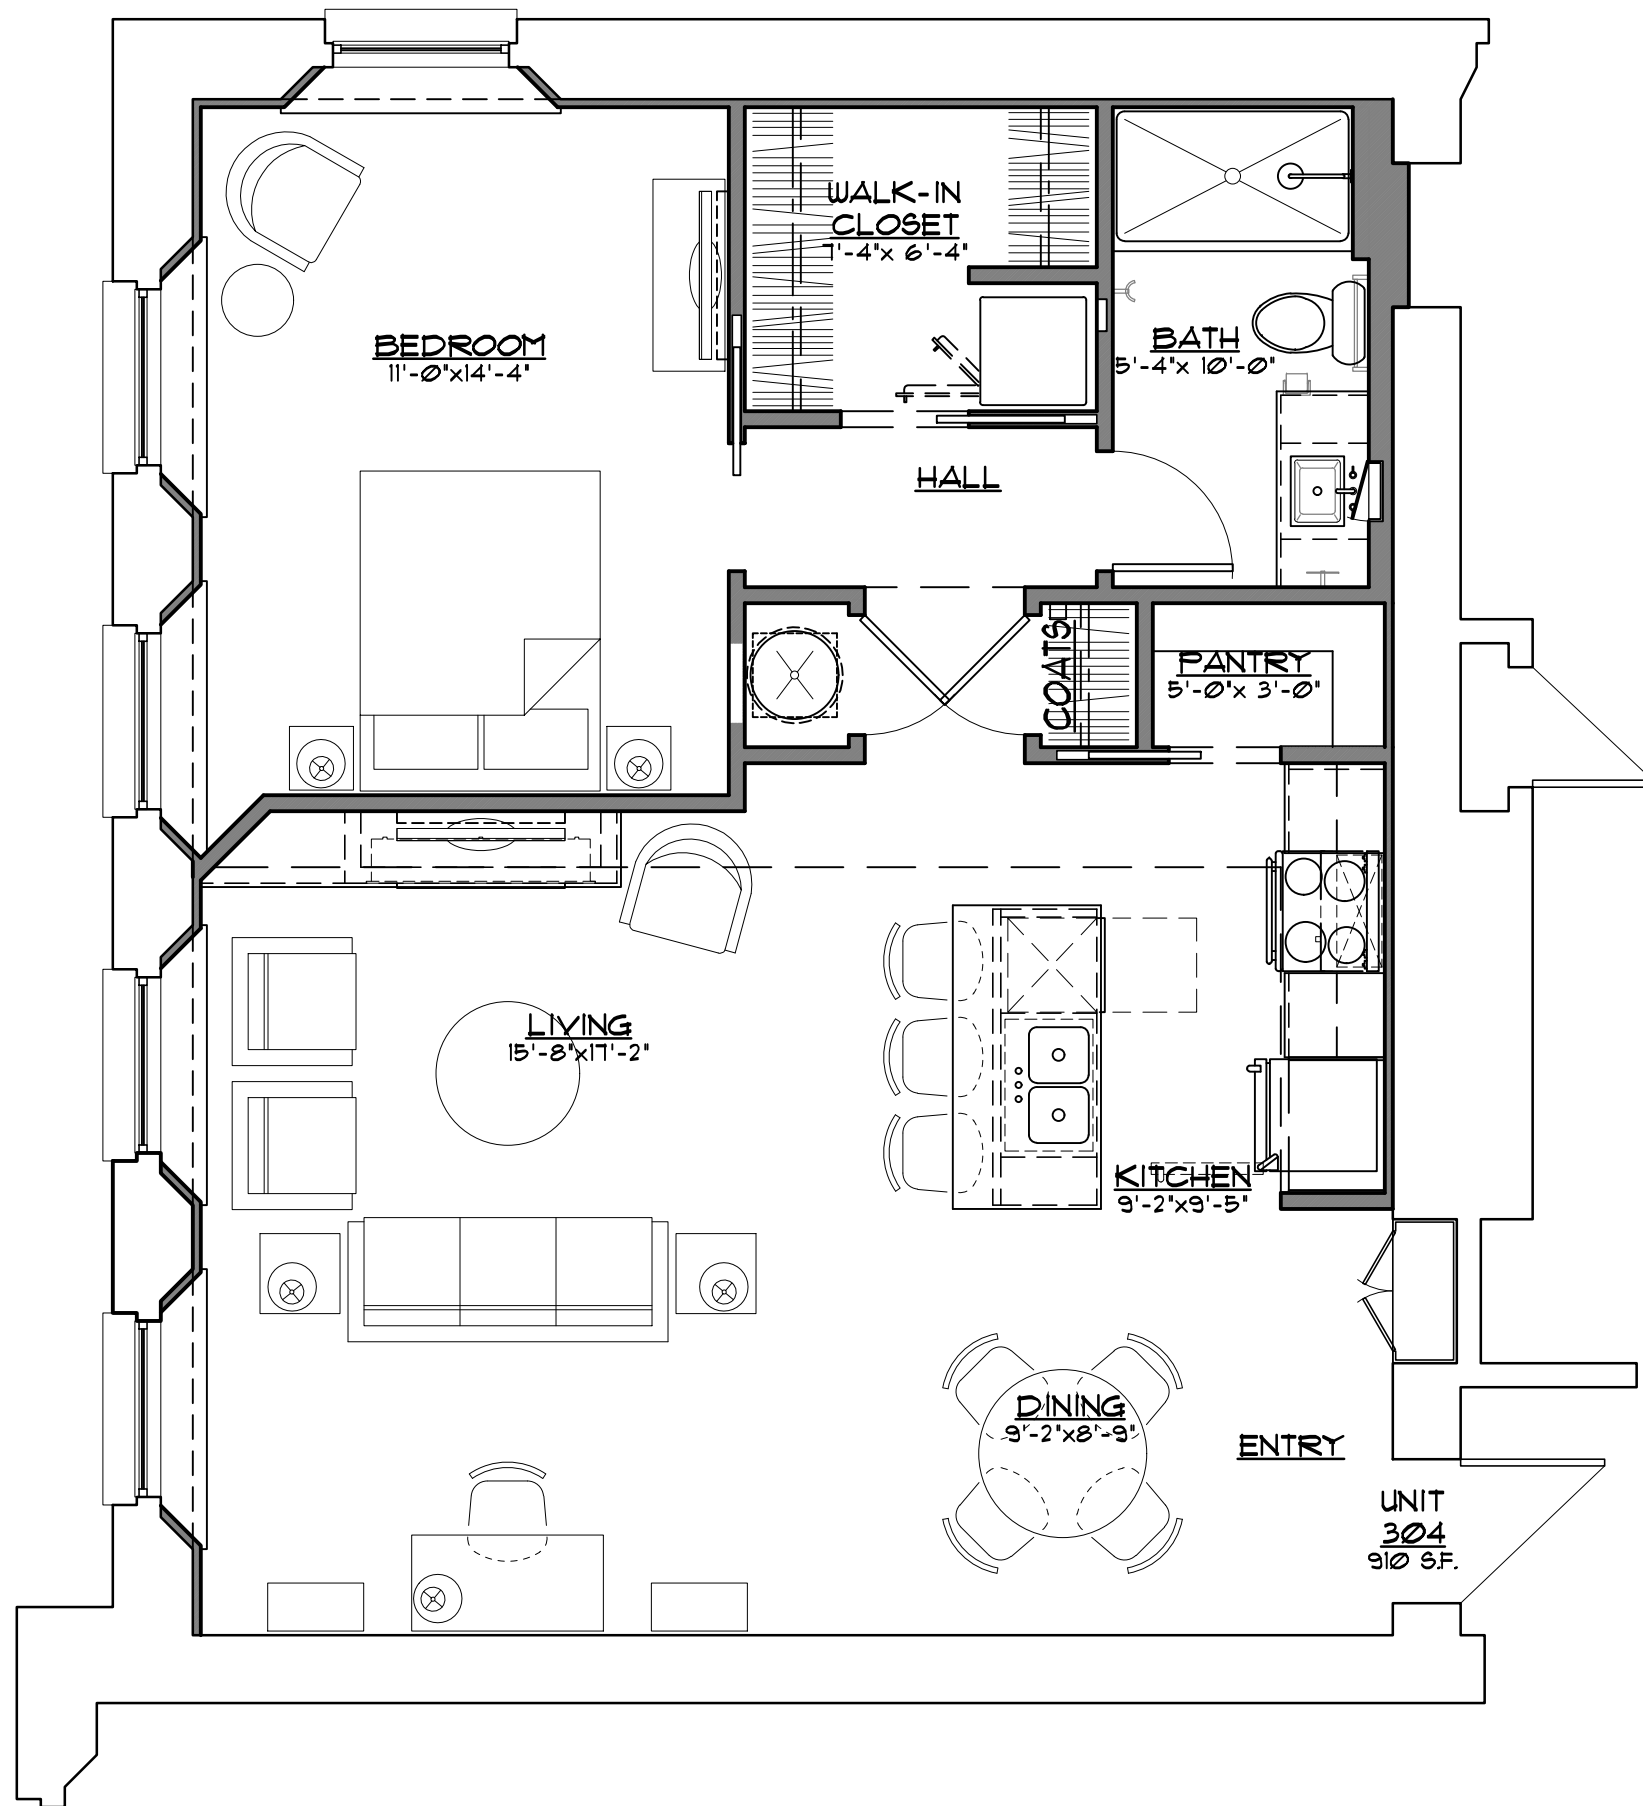 WALK-IN
CLOSET
7'-4"x 6'-4"
BEDROOM
11'-0"x14'-4"
BATH
5'-4"x 10'-0"
HALL
COATS
PANTRY
5'-0"x 3'-0"
LIVING
15'-8"x17'-2"
KITCHEN
9'-2"x9'-5"
DINING
9'-2"x8'-9"
ENTRY
UNIT
304
910 S.F.